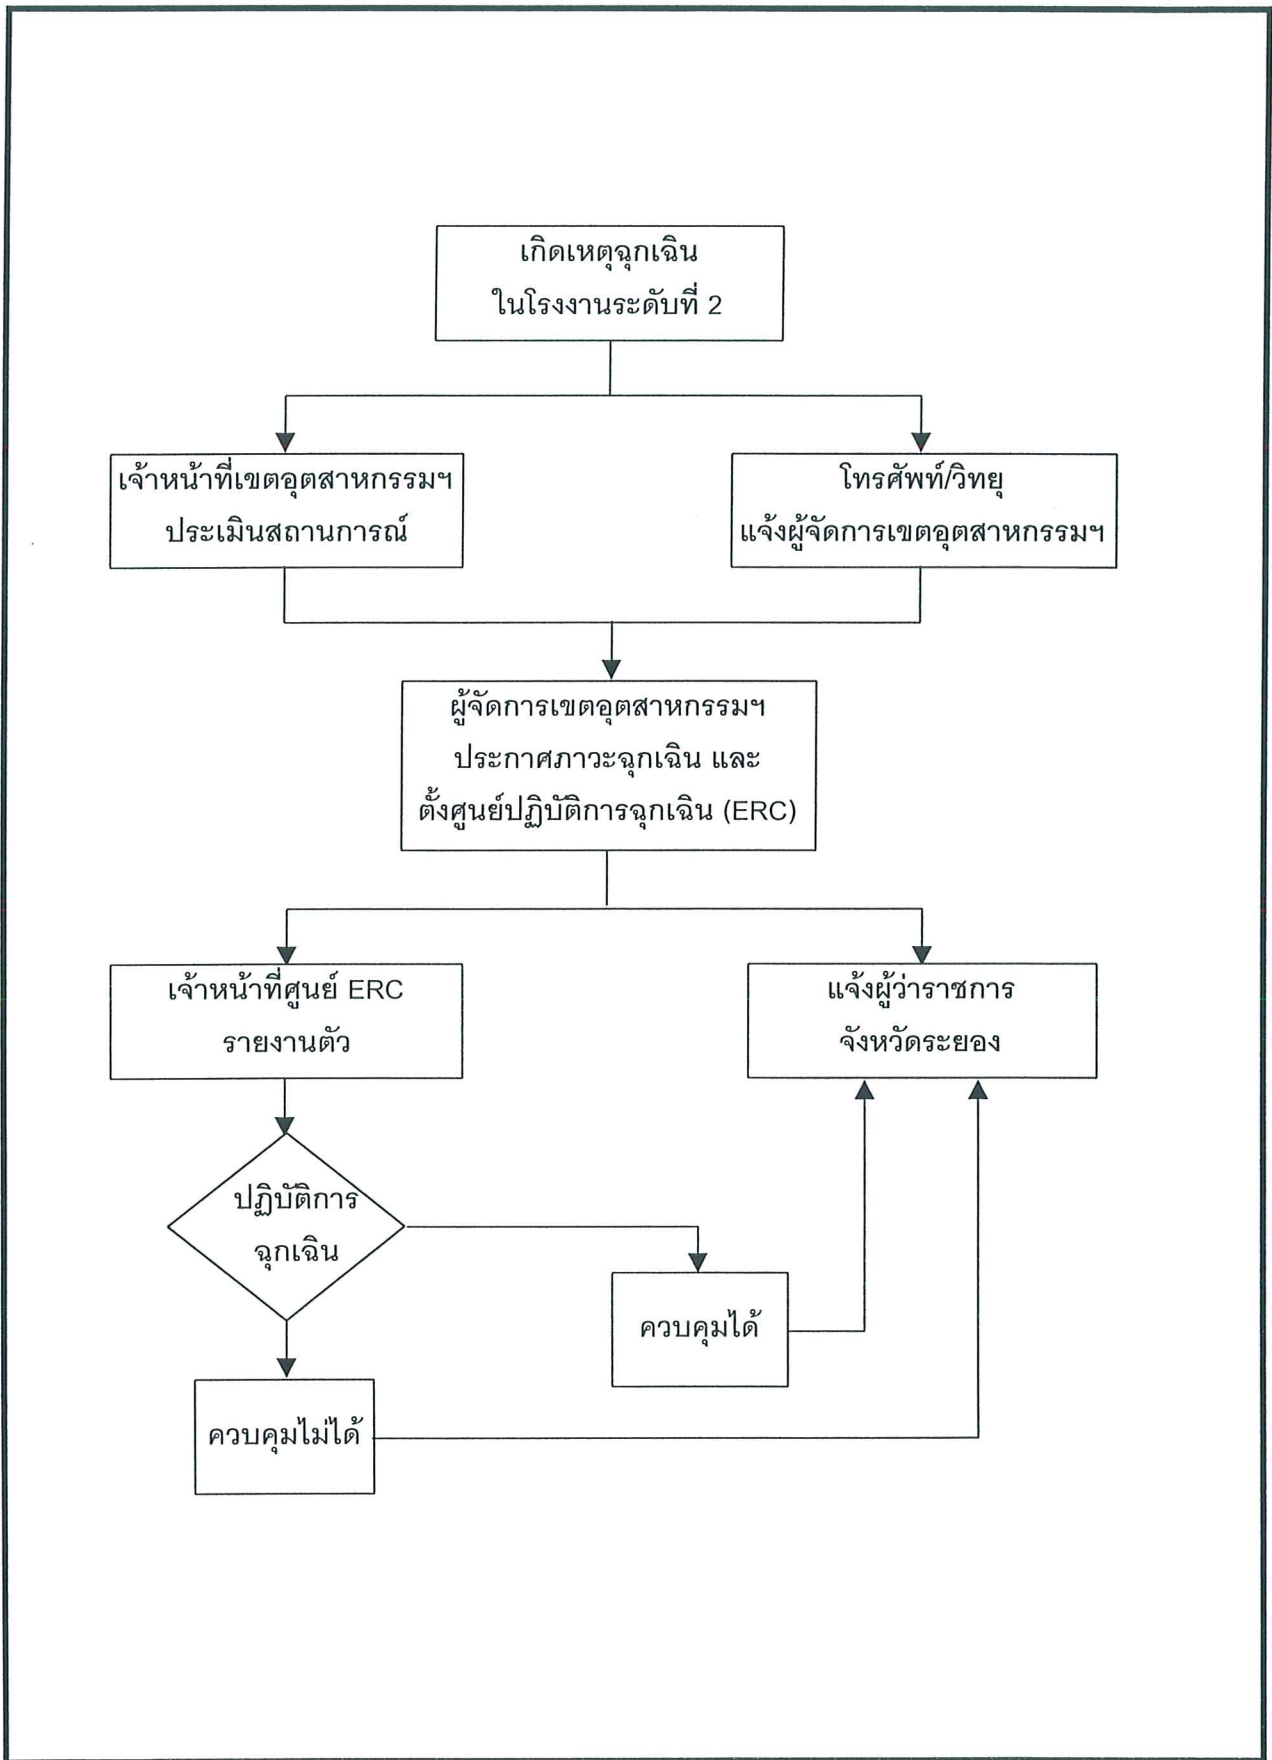 เกิดเหตุฉุกเฉิน
ในโรงงานระดับที่ 2
เจ้าหน้าที่เขตอุตสาหกรรมฯ
ประเมินสถานการณ์
โทรศัพท์/วิทยุ
แจ้งผู้จัดการเขตอุตสาหกรรมฯ
ผู้จัดการเขตอุตสาหกรรมฯ
ประกาศภาวะฉุกเฉิน และ
ตั้งศูนย์ปฏิบัติการฉุกเฉิน (ERC)
เจ้าหน้าที่ศูนย์ ERC
รายงานตัว
แจ้งผู้ว่าราชการ
จังหวัดระยอง
ปฏิบัติการ
ฉุกเฉิน
ควบคุมได้
ควบคุมไม่ได้